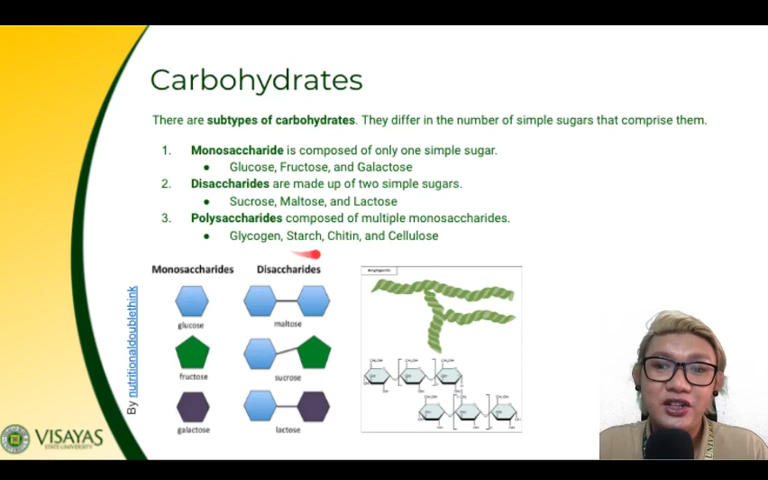 Carbohydrates
There are subtypes of carbohydrates. They differ in the number of simple sugars that comprise them.
1. Monosaccharide is composed of only one simple sugar.
● Glucose, Fructose, and Galactose
2. Disaccharides are made up of two simple sugars.
● Sucrose, Maltose, and Lactose
3. Polysaccharides composed of multiple monosaccharides.
● Glycogen, Starch, Chitin, and Cellulose
Monosaccharides Disaccharides
glucose maltose
fructose sucrose
galactose lactose
By nutritionaldoublethink
Amylopectin
VISAYAS
STATE UNIVERSITY